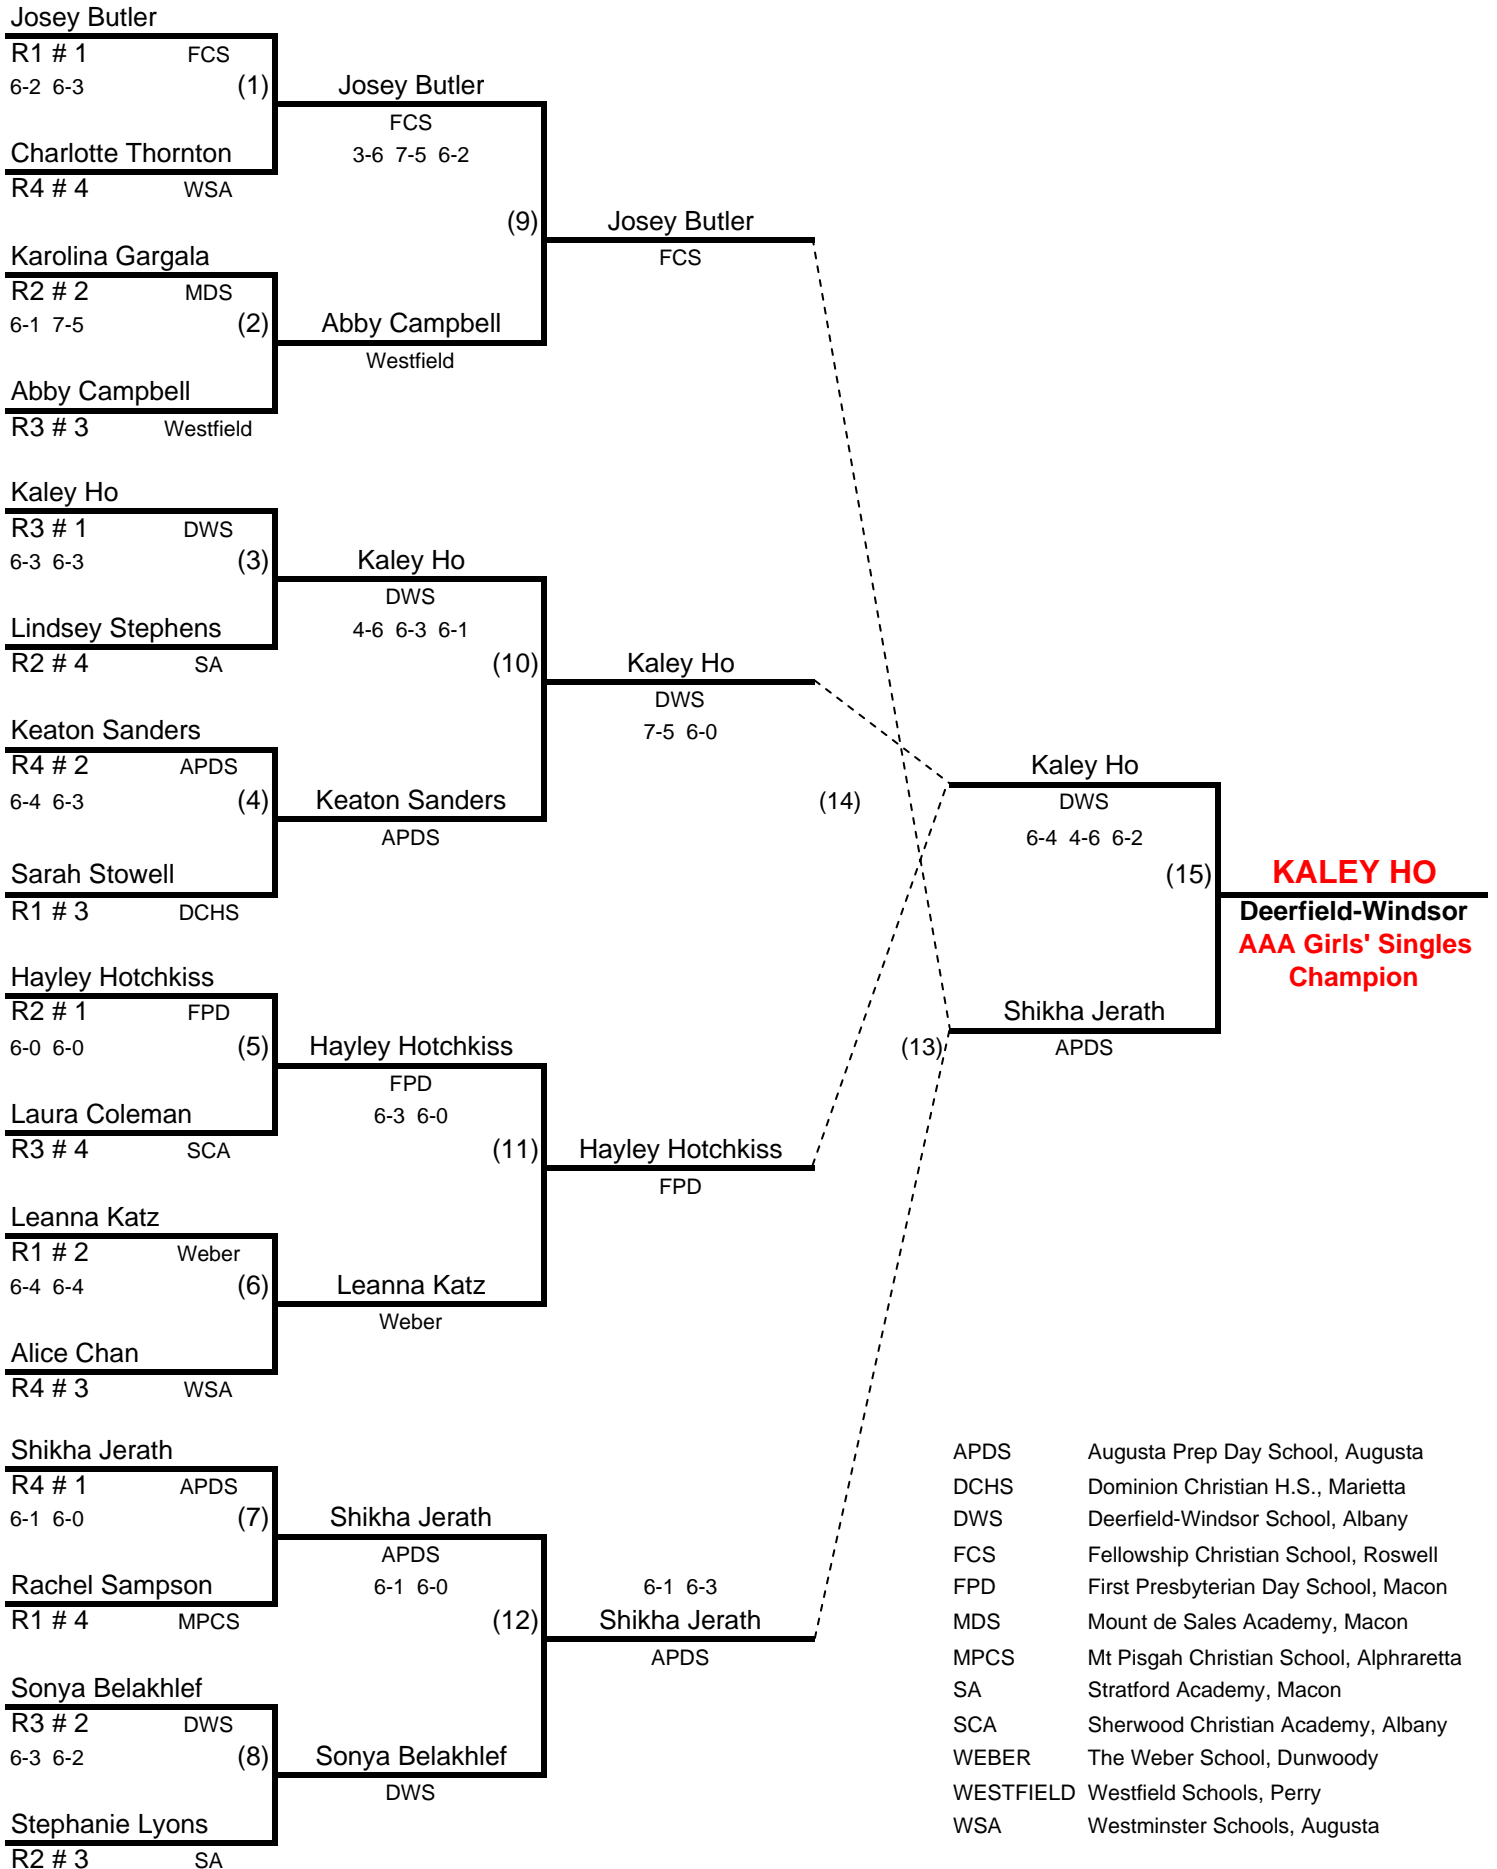 Josey Butler
R1 # 1 FCS
6-2 6-3 (1)
Charlotte Thornton
R4 # 4 WSA
Karolina Gargala
R2 # 2 MDS
6-1 7-5 (2)
Abby Campbell
R3 # 3 Westfield
Kaley Ho
R3 # 1 DWS
6-3 6-3 (3)
Lindsey Stephens
R2 # 4 SA
Keaton Sanders
R4 # 2 APDS
6-4 6-3 (4)
Sarah Stowell
R1 # 3 DCHS
Hayley Hotchkiss
R2 # 1 FPD
6-0 6-0 (5)
Laura Coleman
R3 # 4 SCA
Leanna Katz
R1 # 2 Weber
6-4 6-4 (6)
Alice Chan
R4 # 3 WSA
Shikha Jerath
R4 # 1 APDS
6-1 6-0 (7)
Rachel Sampson
R1 # 4 MPCS
Sonya Belakhlef
R3 # 2 DWS
6-3 6-2 (8)
Stephanie Lyons
R2 # 3 SA
Josey Butler
FCS
3-6 7-5 6-2
(9)
Abby Campbell
Westfield
Kaley Ho
DWS
4-6 6-3 6-1
(10)
Keaton Sanders
APDS
Hayley Hotchkiss
FPD
6-3 6-0
(11)
Leanna Katz
Weber
Shikha Jerath
APDS
6-1 6-0
(12)
Sonya Belakhlef
DWS
Josey Butler
FCS
Kaley Ho
DWS
7-5 6-0
(14)
Hayley Hotchkiss
FPD
(13)
6-1 6-3
Shikha Jerath
APDS
Kaley Ho
DWS
6-4 4-6 6-2
(15)
Shikha Jerath
APDS
KALEY HO
Deerfield-Windsor
AAA Girls' Singles
Champion
APDS Augusta Prep Day School, Augusta
DCHS Dominion Christian H.S., Marietta
DWS Deerfield-Windsor School, Albany
FCS Fellowship Christian School, Roswell
FPD First Presbyterian Day School, Macon
MDS Mount de Sales Academy, Macon
MPCS Mt Pisgah Christian School, Alphraretta
SA Stratford Academy, Macon
SCA Sherwood Christian Academy, Albany
WEBER The Weber School, Dunwoody
WESTFIELD Westfield Schools, Perry
WSA Westminster Schools, Augusta